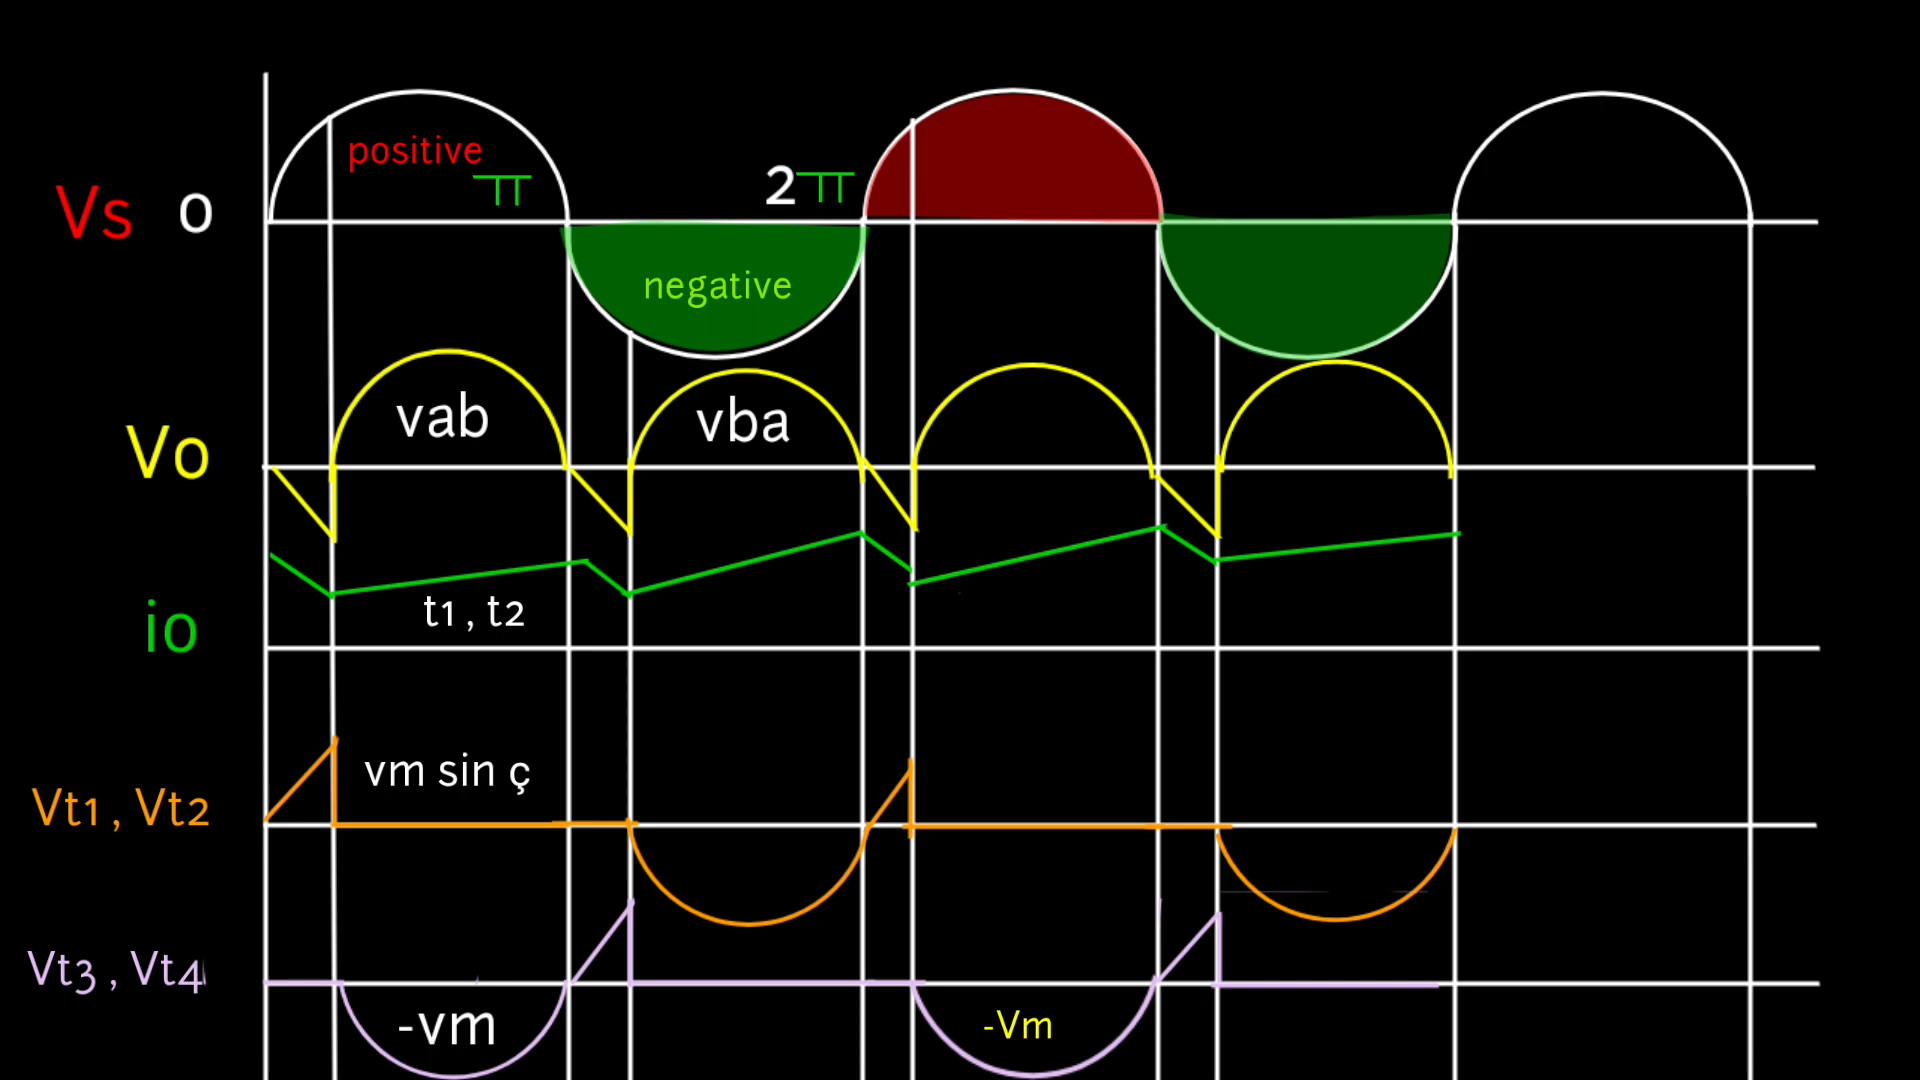 positive
π
2π
Vs o
negative
vab
vba
Vo
t1 , t2
io
vm sin ç
Vt1 , Vt2
Vt3 , Vt4
-vm
-Vm